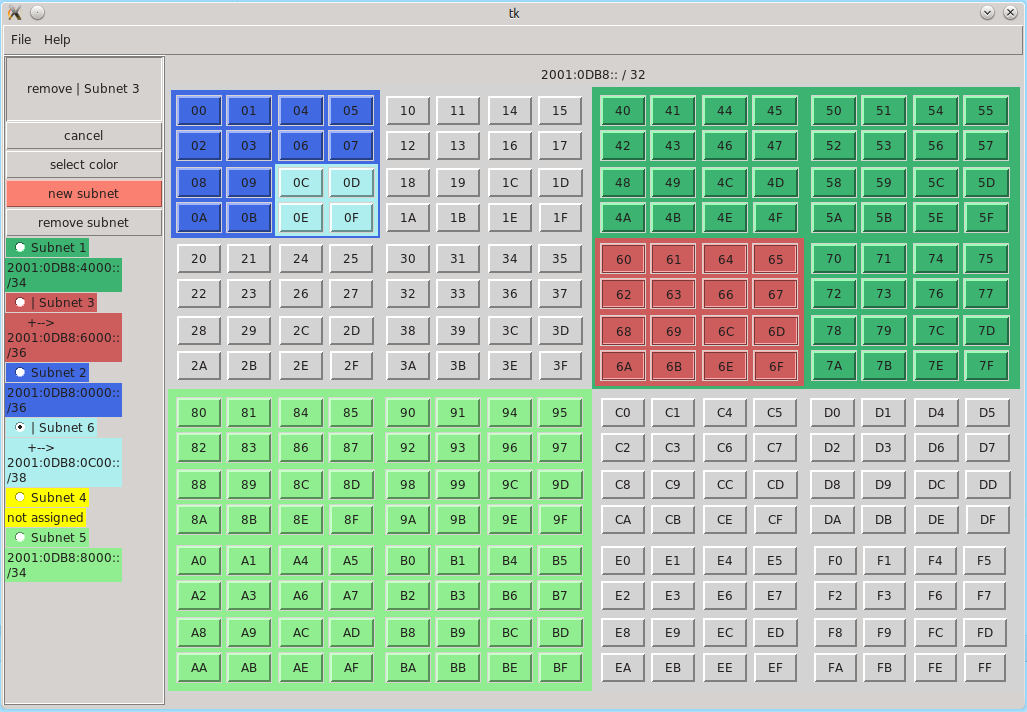 tk
File Help
remove | Subnet 3
cancel
select color
new subnet
remove subnet
Subnet 1
2001:0DB8:4000::
/34
| Subnet 3
+-->
2001:0DB8:6000::
/36
Subnet 2
2001:0DB8:0000::
/36
| Subnet 6
+-->
2001:0DB8:0C00::
/38
Subnet 4
not assigned
Subnet 5
2001:0DB8:8000::
/34
2001:0DB8:: / 32
00 01 04 05 10 11 14 15 40 41 44 45 50 51 54 55
02 03 06 07 12 13 16 17 42 43 46 47 52 53 56 57
08 09 0C 0D 18 19 1C 1D 48 49 4C 4D 58 59 5C 5D
0A 0B 0E 0F 1A 1B 1E 1F 4A 4B 4E 4F 5A 5B 5E 5F
20 21 24 25 30 31 34 35 60 61 64 65 70 71 74 75
22 23 26 27 32 33 36 37 62 63 66 67 72 73 76 77
28 29 2C 2D 38 39 3C 3D 68 69 6C 6D 78 79 7C 7D
2A 2B 2E 2F 3A 3B 3E 3F 6A 6B 6E 6F 7A 7B 7E 7F
80 81 84 85 90 91 94 95 C0 C1 C4 C5 D0 D1 D4 D5
82 83 86 87 92 93 96 97 C2 C3 C6 C7 D2 D3 D6 D7
88 89 8C 8D 98 99 9C 9D C8 C9 CC CD D8 D9 DC DD
8A 8B 8E 8F 9A 9B 9E 9F CA CB CE CF DA DB DE DF
A0 A1 A4 A5 B0 B1 B4 B5 E0 E1 E4 E5 F0 F1 F4 F5
A2 A3 A6 A7 B2 B3 B6 B7 E2 E3 E6 E7 F2 F3 F6 F7
A8 A9 AC AD B8 B9 BC BD E8 E9 EC ED F8 F9 FC FD
AA AB AE AF BA BB BE BF EA EB EE EF FA FB FE FF